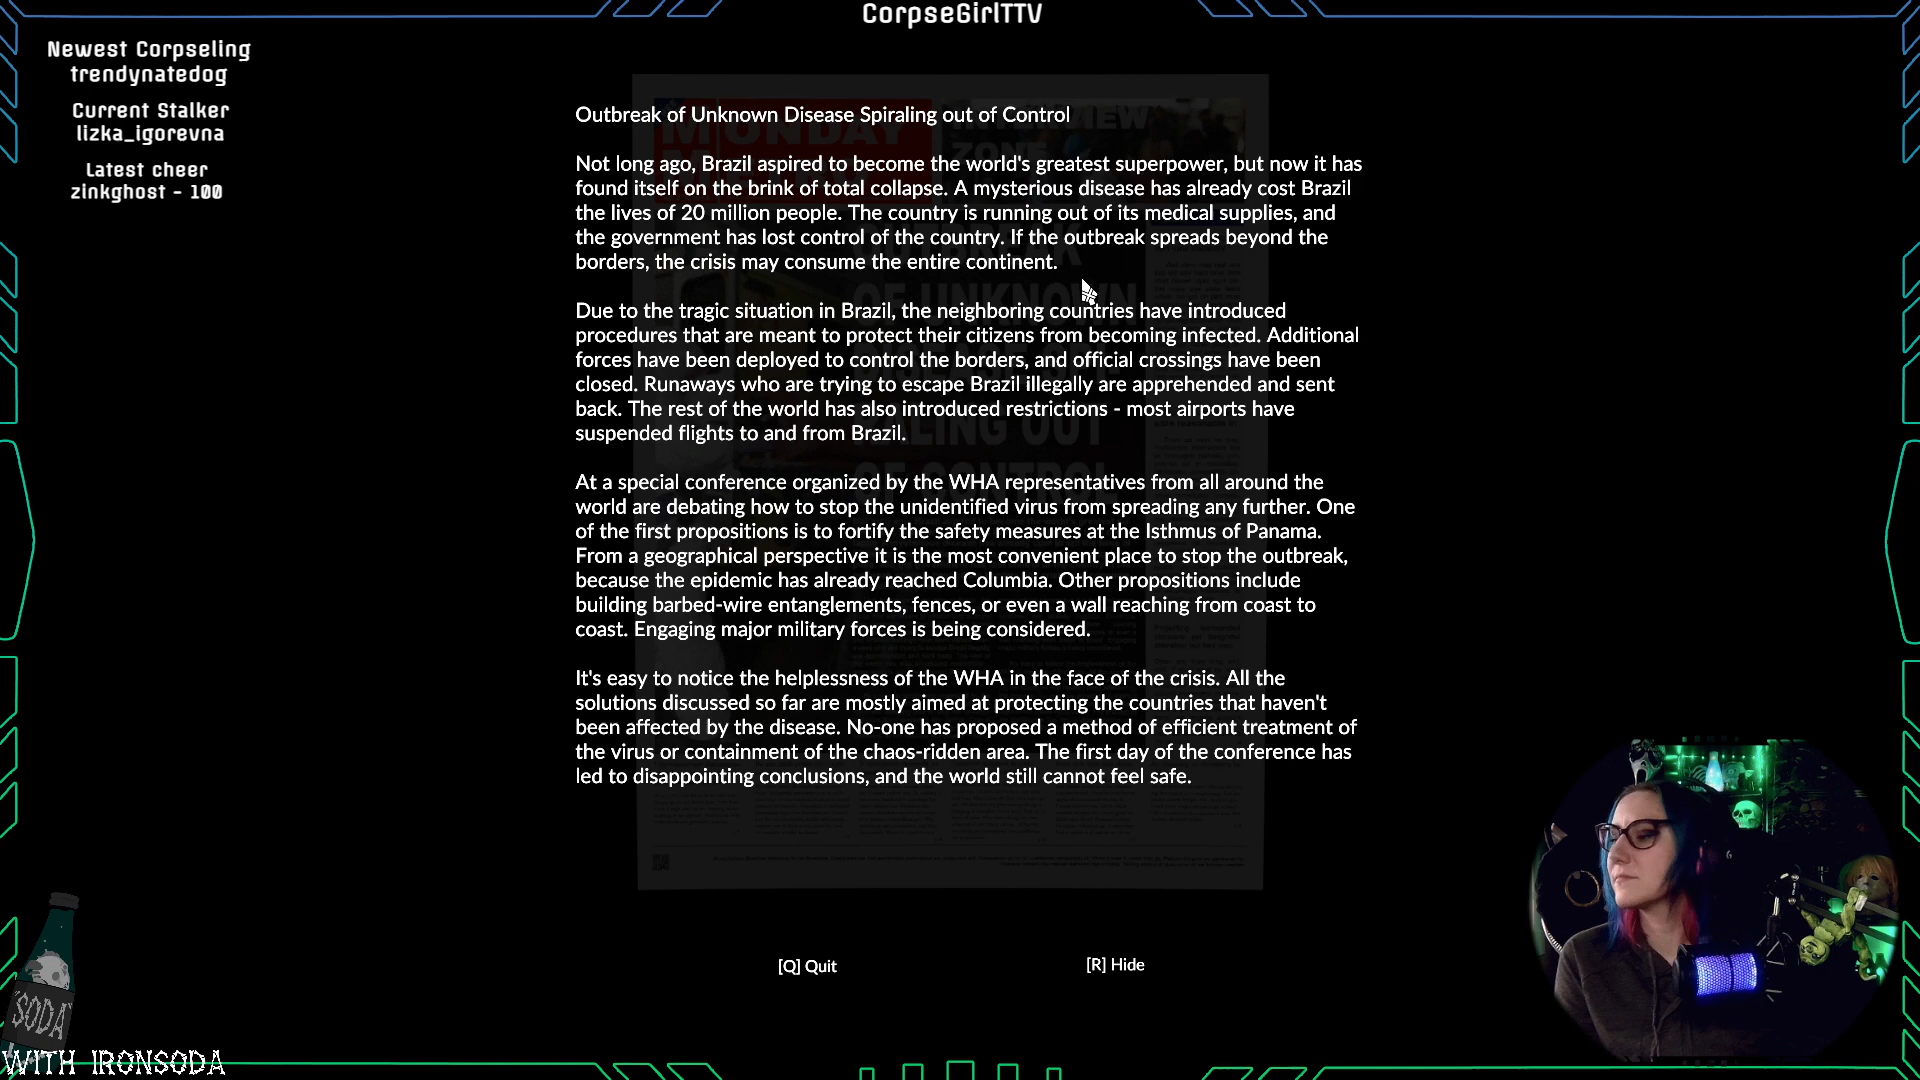 CorpseGirlTTV
Newest Corpseling
trendynatedog
Current Stalker
lizka_igorevna
Latest cheer
zinkghost - 100
Outbreak of Unknown Disease Spiraling out of Control
Not long ago, Brazil aspired to become the world's greatest superpower, but now it has
found itself on the brink of total collapse. A mysterious disease has already cost Brazil
the lives of 20 million people. The country is running out of its medical supplies, and
the government has lost control of the country. If the outbreak spreads beyond the
borders, the crisis may consume the entire continent.
Due to the tragic situation in Brazil, the neighboring countries have introduced
procedures that are meant to protect their citizens from becoming infected. Additional
forces have been deployed to control the borders, and official crossings have been
closed. Runaways who are trying to escape Brazil illegally are apprehended and sent
back. The rest of the world has also introduced restrictions - most airports have
suspended flights to and from Brazil.
At a special conference organized by the WHA representatives from all around the
world are debating how to stop the unidentified virus from spreading any further. One
of the first propositions is to fortify the safety measures at the Isthmus of Panama.
From a geographical perspective it is the most convenient place to stop the outbreak,
because the epidemic has already reached Columbia. Other propositions include
building barbed-wire entanglements, fences, or even a wall reaching from coast to
coast. Engaging major military forces is being considered.
It's easy to notice the helplessness of the WHA in the face of the crisis. All the
solutions discussed so far are mostly aimed at protecting the countries that haven't
been affected by the disease. No-one has proposed a method of efficient treatment of
the virus or containment of the chaos-ridden area. The first day of the conference has
led to disappointing conclusions, and the world still cannot feel safe.
[Q] Quit
[R] Hide
SODA
WITH IRONSODA
MONDAY
INTERVIEW
ZONE
OUTBREAK
OF UNKNOWN
DISEASE SPI-
RALING OUT
OF CONTROL